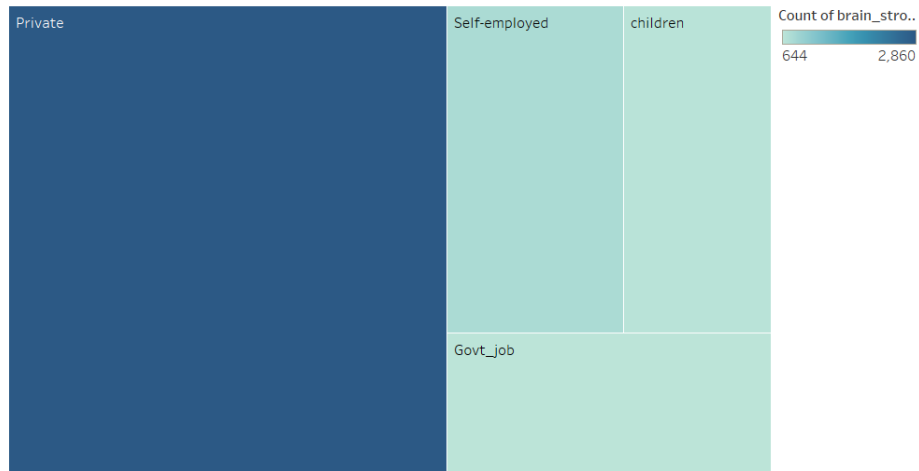 Private
Self-employed
children
Govt_job
Count of brain_stro..
644
2,860